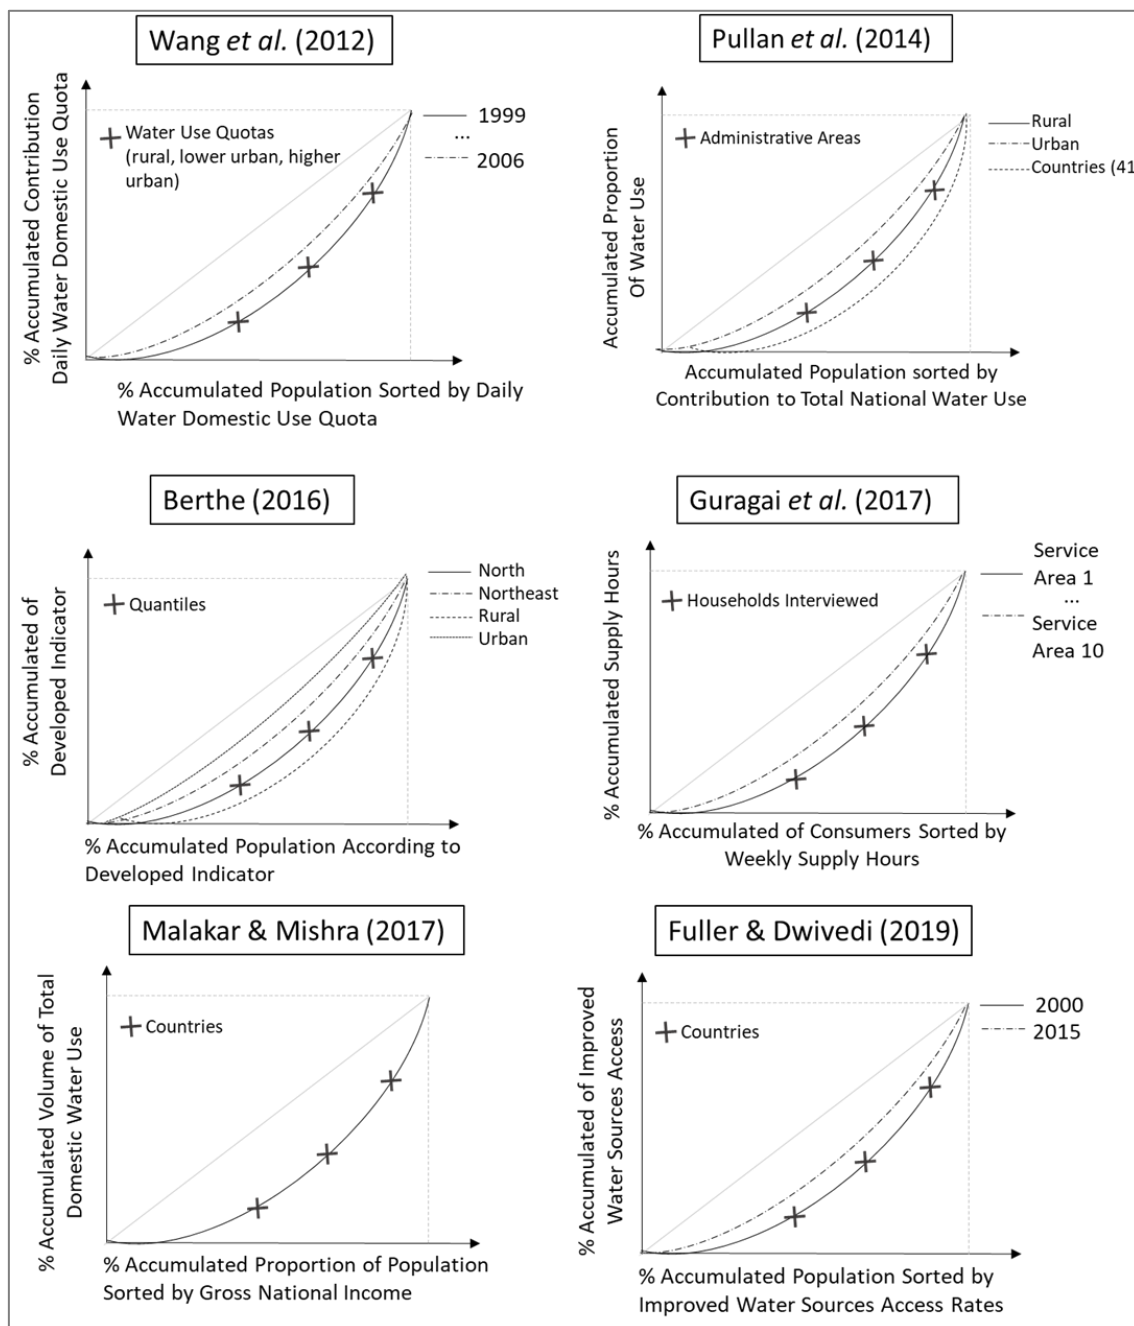 Wang et al. (2012)
% Accumulated Contribution
Daily Water Domestic Use Quota
Water Use Quotas
(rural, lower urban, higher
urban)
1999
...
2006
% Accumulated Population Sorted by Daily
Water Domestic Use Quota
Pullan et al. (2014)
Accumulated Proportion
Of Water Use
Administrative Areas
Rural
Urban
Countries (41
Accumulated Population sorted by
Contribution to Total National Water Use
Berthe (2016)
% Accumulated of
Developed Indicator
Quantiles
North
Northeast
Rural
Urban
% Accumulated Population According to
Developed Indicator
Guragai et al. (2017)
% Accumulated Supply Hours
Households Interviewed
Service
Area 1
...
Service
Area 10
% Accumulated of Consumers Sorted by
Weekly Supply Hours
Malakar & Mishra (2017)
% Accumulated Volume of Total
Domestic Water Use
Countries
% Accumulated Proportion of Population
Sorted by Gross National Income
Fuller & Dwivedi (2019)
% Accumulated of Improved
Water Sources Access
Countries
2000
2015
% Accumulated Population Sorted by
Improved Water Sources Access Rates